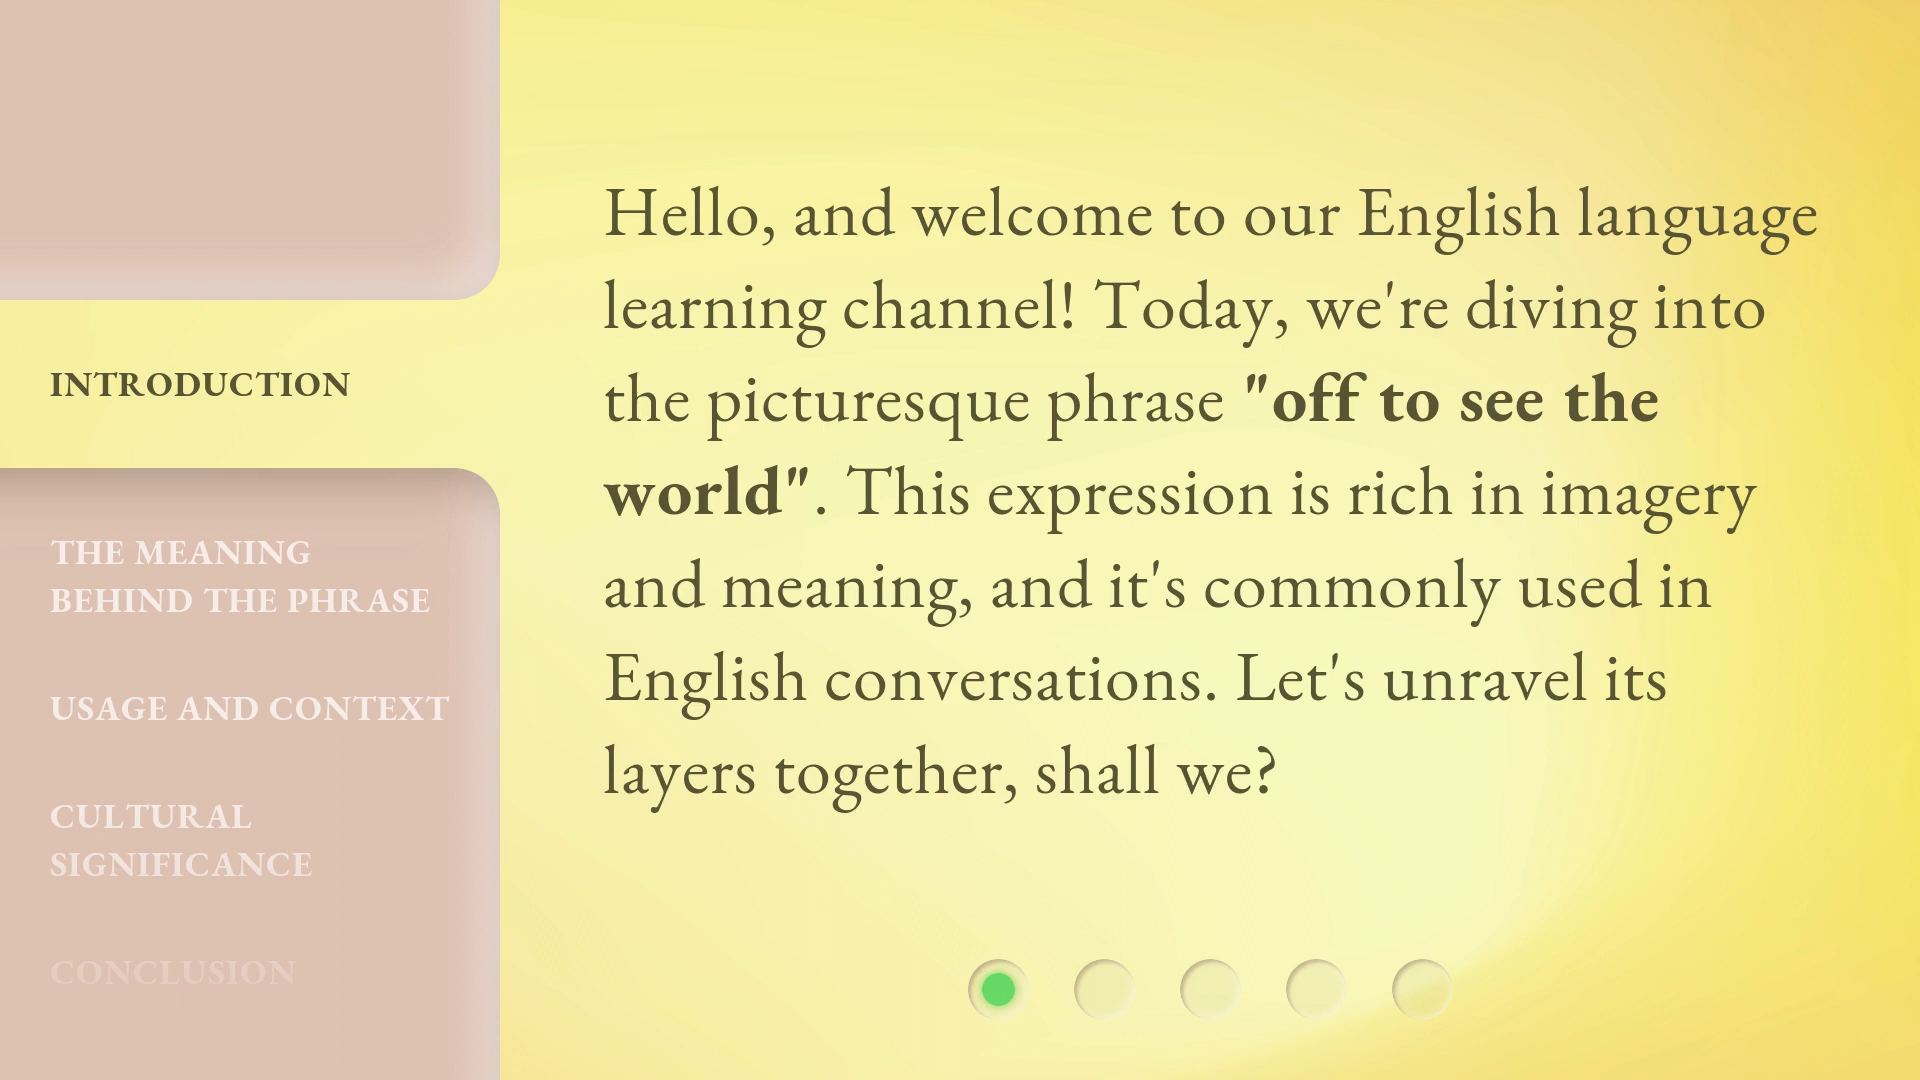 INTRODUCTION
THE MEANING
BEHIND THE PHRASE
USAGE AND CONTEXT
CULTURAL
SIGNIFICANCE
CONCLUSION
Hello, and welcome to our English language
learning channel! Today, we're diving into
the picturesque phrase "off to see the
world". This expression is rich in imagery
and meaning, and it's commonly used in
English conversations. Let's unravel its
layers together, shall we?